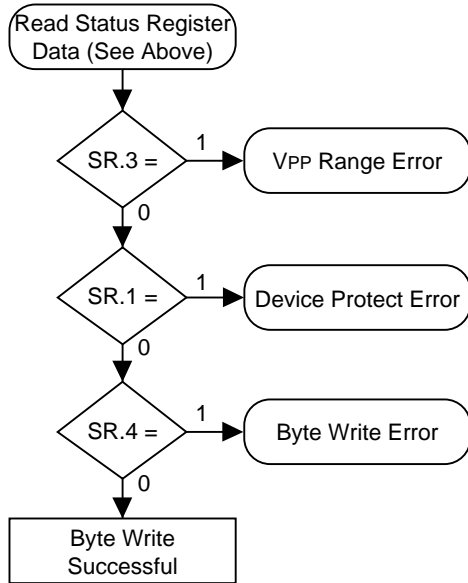 Read Status Register
Data (See Above)
SR.3 =
1
VPP Range Error
0
SR.1 =
1
Device Protect Error
0
SR.4 =
1
Byte Write Error
0
Byte Write
Successful